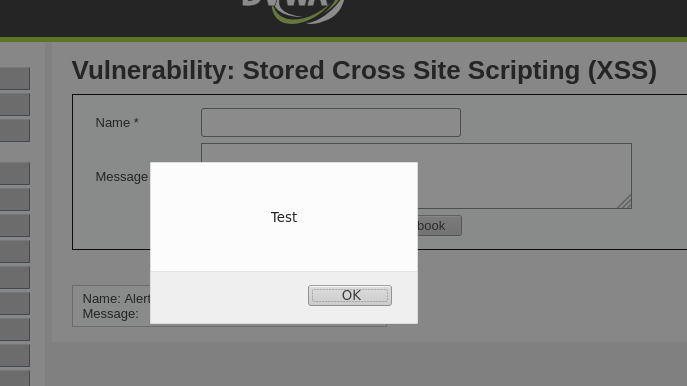 DVWA
Vulnerability: Stored Cross Site Scripting (XSS)
Name *
Message
Test
book
OK
Name: Alert
Message: